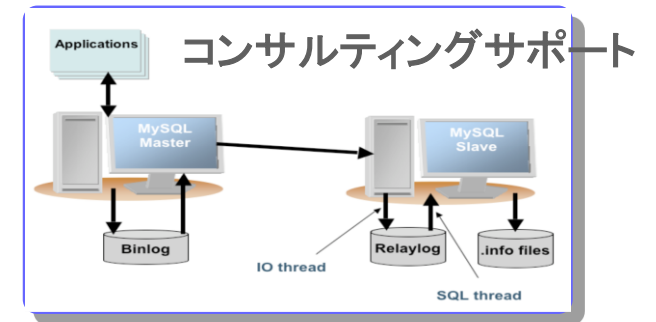 コンサルティングサポート
Applications
MySQL
Master
MySQL
Slave
Binlog
Relaylog
.info files
IO thread
SQL thread